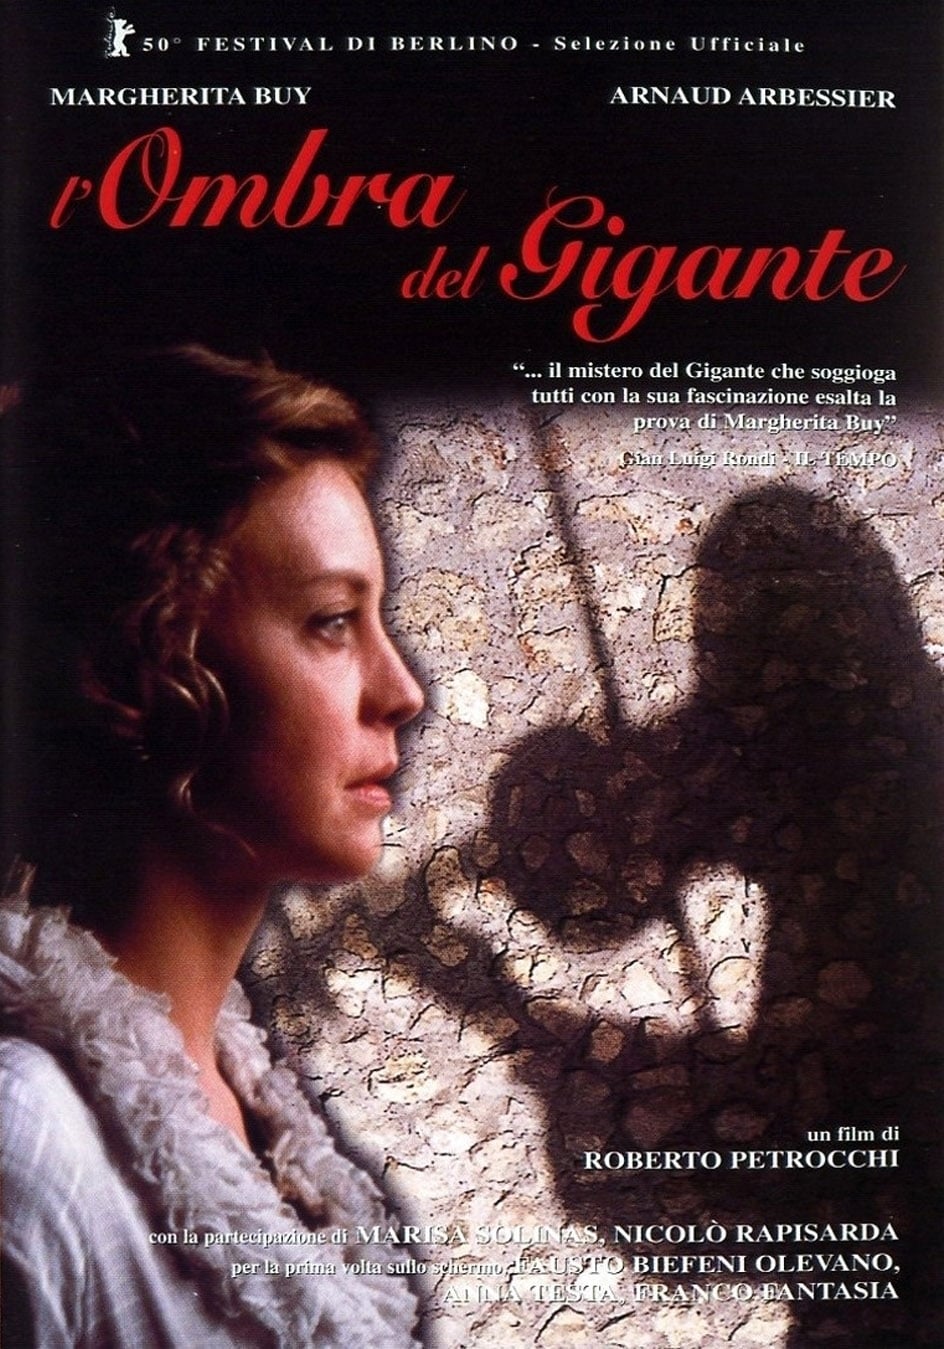 50° FESTIVAL DI BERLINO - Selezione Ufficiale
MARGHERITA BUY
ARNAUD ARBESSIER
l'Ombra
del Gigante
“... il mistero del Gigante che soggioga
tutti con la sua fascinazione esalta la
prova di Margherita Buy”
Gian Luigi Rondi - IL TEMPO
un film di
ROBERTO PETROCCHI
con la partecipazione di MARISA SOLINAS, NICOLÒ RAPISARDA
per la prima volta sullo schermo, FAUSTO BIEFENI OLEVANO,
ANNA TESTA, FRANCO FANTASIA